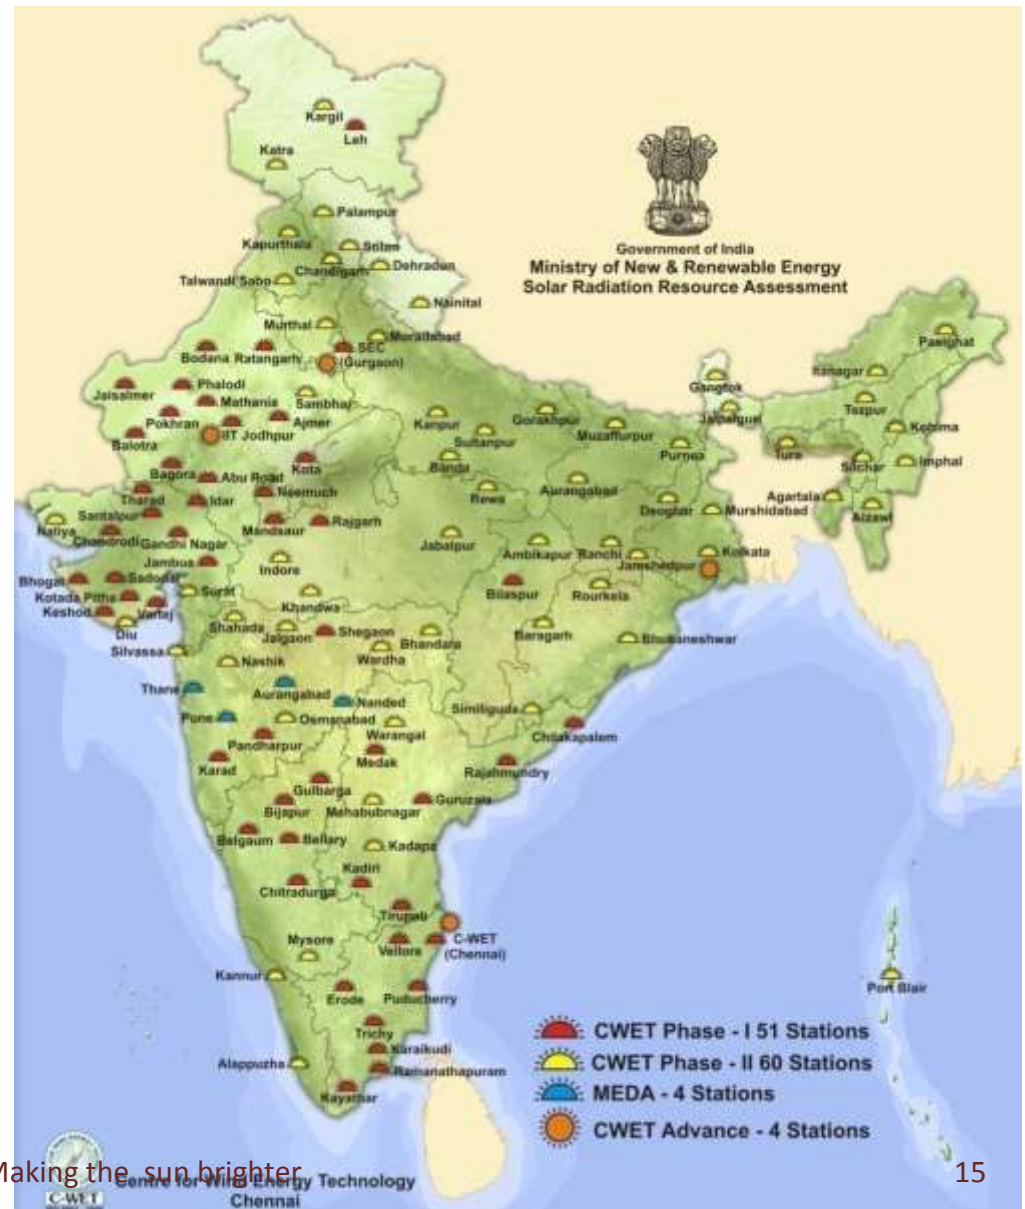 Kargil
Leh
Katra
Palampur
Kapurthala
Chandigarh
Dehradun
Talwandi Sabo
Nainital
Government of India
Ministry of New & Renewable Energy
Solar Radiation Resource Assessment
Murthal
Moradabad
SEC
(Gurgaon)
Bodana
Ratangarh
Pasighat
Itanagar
Gangtok
Jaisalmer
Phalodi
Mathania
Sambhar
Tezpur
Jalpaiguri
Pokhran
IIT Jodhpur
Ajmer
Kanpur
Gorakhpur
Muzaffurpur
Kohima
Balotra
Sultanpur
Purnea
Tura
Silchar
Imphal
Bagora
Abu Road
Kota
Banda
Tharad
Idar
Neemuch
Rewa
Aurangabad
Agartala
Santalpur
Deoghar
Murshidabad
Aizawl
Naliya
Mandsaur
Rajgarh
Chandrodi
Gandhi Nagar
Jabalpur
Ambikapur
Ranchi
Kolkata
Jambua
Indore
Jamshedpur
Bhogat
Sadodar
Surat
Bilaspur
Rourkela
Kotada Pitha
Khandwa
Keshod
Vartej
Diu
Shahada
Jalgaon
Shegaon
Bhandara
Baragarh
Bhubaneshwar
Silvassa
Nashik
Wardha
Thane
Aurangabad
Nanded
Pune
Osmanabad
Warangal
Similiguda
Chilakapalem
Pandharpur
Medak
Karad
Rajahmundry
Gulbarga
Bijapur
Mahabubnagar
Guruzala
Belgaum
Bellary
Kadapa
Kadiri
Chitradurga
Tirupati
Mysore
Vellore
C-WET
(Chennai)
Kannur
Erode
Puducherry
Port Blair
Trichy
Karaikudi
Alappuzha
Ramanathapuram
Kayathar
CWET Phase - I 51 Stations
CWET Phase - II 60 Stations
MEDA - 4 Stations
CWET Advance - 4 Stations
Making the sun brighter
15
Centre for Wind Energy Technology
Chennai
C-WET